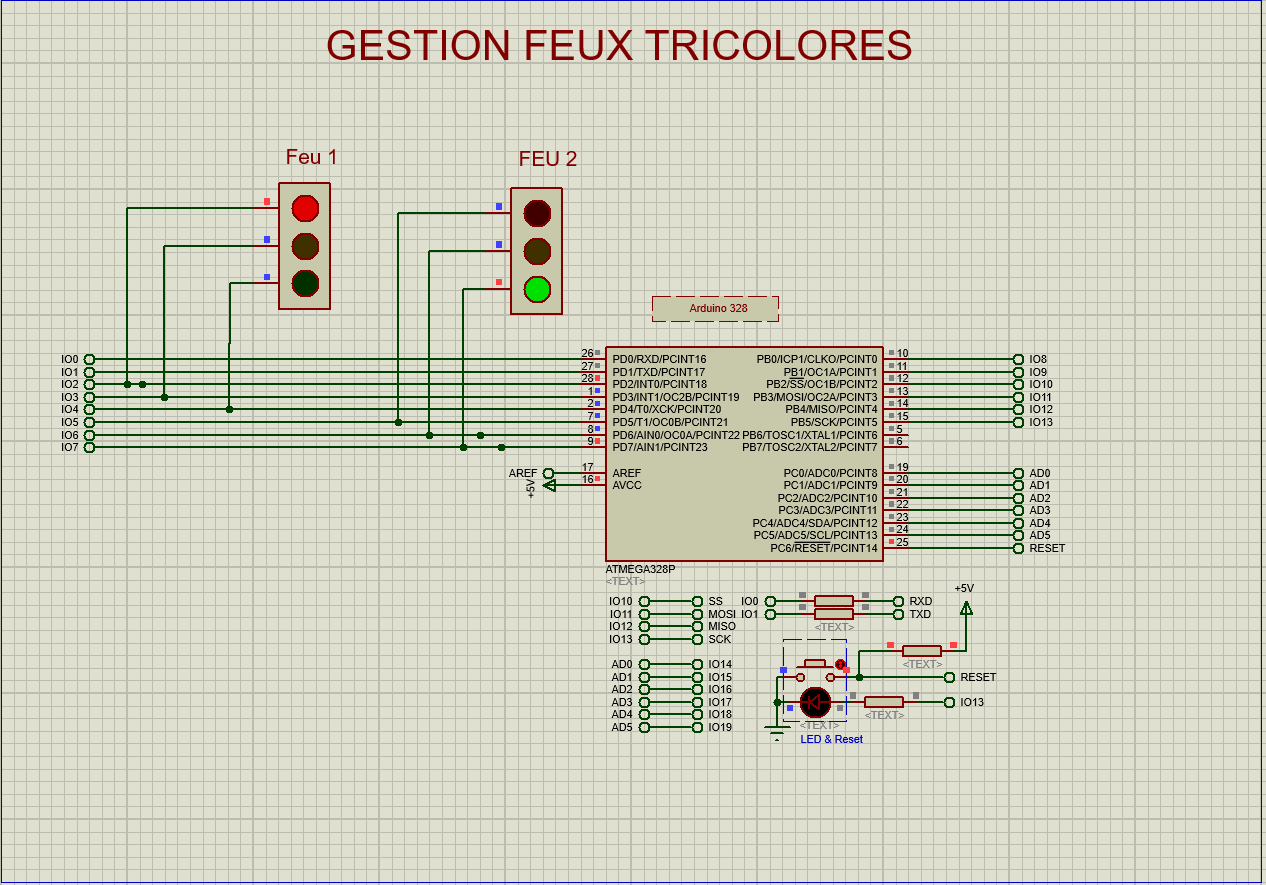 GESTION FEUX TRICOLORES
Feu 1
FEU 2
Arduino 328
IO0 26 PD0/RXD/PCINT16 PB0/ICP1/CLKO/PCINT0 10 IO8
IO1 27 PD1/TXD/PCINT17 PB1/OC1A/PCINT1 11 IO9
IO2 28 PD2/INT0/PCINT18 PB2/SS/OC1B/PCINT2 12 IO10
IO3 1 PD3/INT1/OC2B/PCINT19 PB3/MOSI/OC2A/PCINT3 13 IO11
IO4 2 PD4/T0/XCK/PCINT20 PB4/MISO/PCINT4 14 IO12
IO5 7 PD5/T1/OC0B/PCINT21 PB5/SCK/PCINT5 15 IO13
IO6 8 PD6/AIN0/OC0A/PCINT22 PB6/TOSC1/XTAL1/PCINT6 5
IO7 9 PD7/AIN1/PCINT23 PB7/TOSC2/XTAL2/PCINT7 6
AREF 17 AREF PC0/ADC0/PCINT8 19 AD0
+5V 16 AVCC PC1/ADC1/PCINT9 20 AD1
PC2/ADC2/PCINT10 21 AD2
PC3/ADC3/PCINT11 22 AD3
PC4/ADC4/SDA/PCINT12 23 AD4
PC5/ADC5/SCL/PCINT13 24 AD5
PC6/RESET/PCINT14 25 RESET
ATMEGA328P
<TEXT>
+5V
IO10 SS IO0 RXD
IO11 MOSI IO1 TXD
IO12 MISO <TEXT>
IO13 SCK
AD0 IO14 <TEXT>
AD1 IO15 RESET
AD2 IO16
AD3 IO17 IO13
AD4 IO18 <TEXT>
AD5 IO19 <TEXT>
LED & Reset